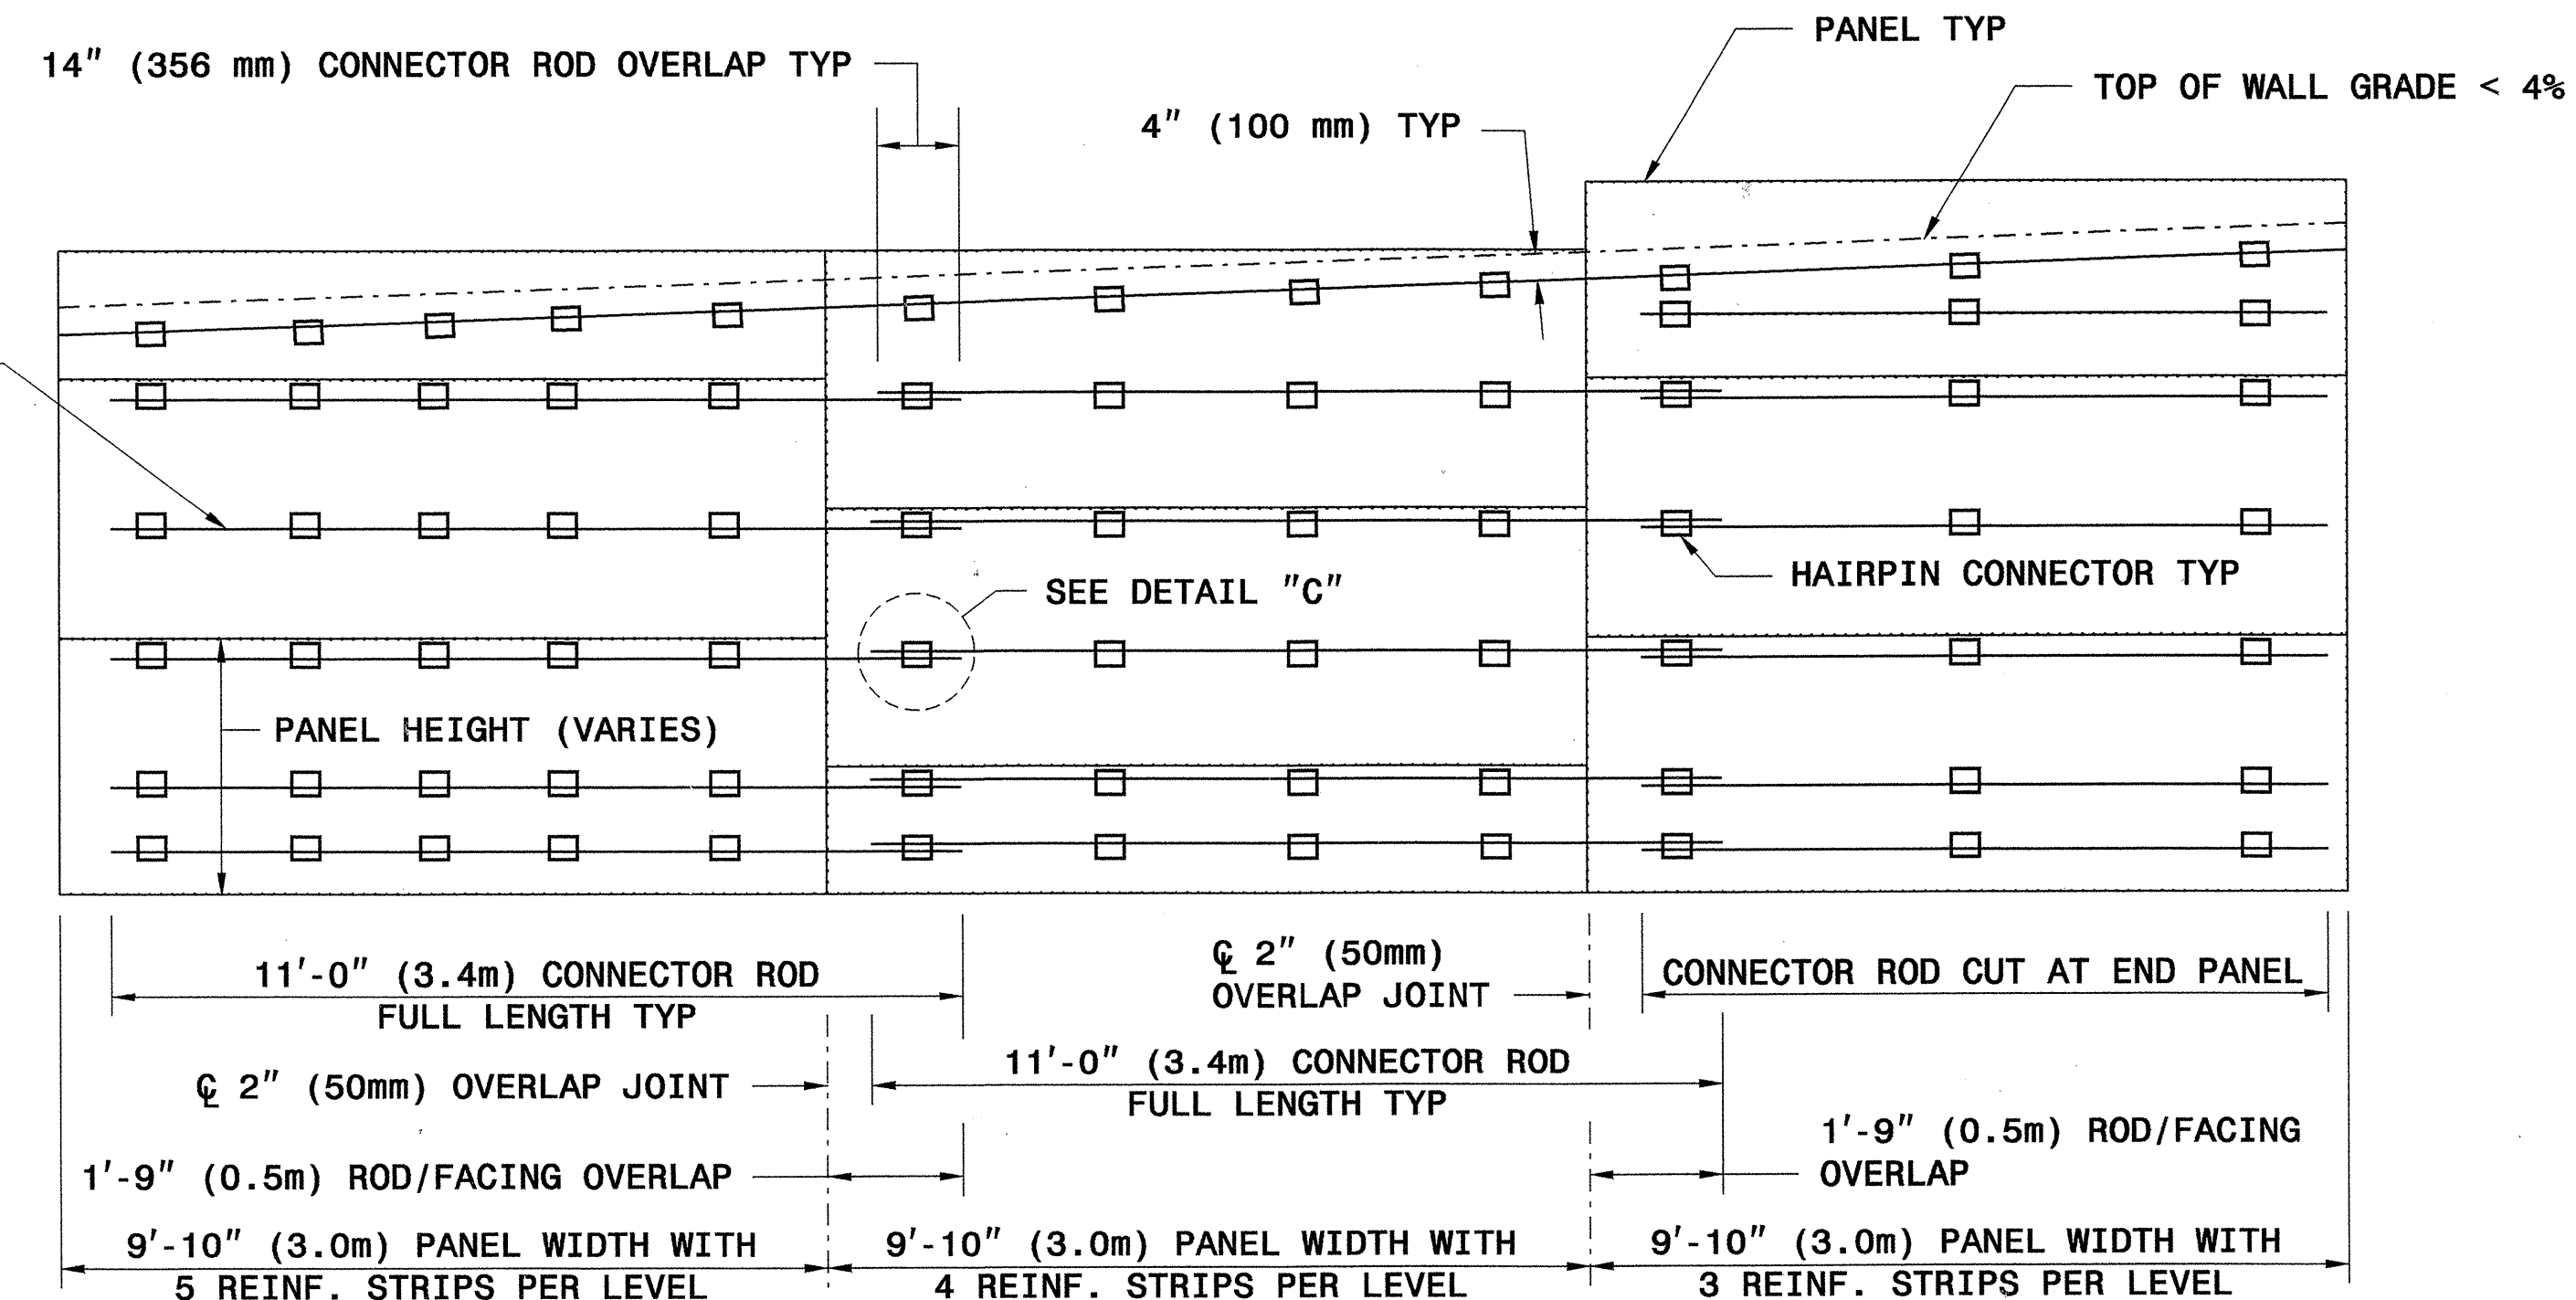 PANEL TYP
14" (356 mm) CONNECTOR ROD OVERLAP TYP
TOP OF WALL GRADE < 4%
4" (100 mm) TYP
HAIRPIN CONNECTOR TYP
SEE DETAIL "C"
PANEL HEIGHT (VARIES)
11'-0" (3.4m) CONNECTOR ROD
FULL LENGTH TYP
℄ 2" (50mm)
OVERLAP JOINT
CONNECTOR ROD CUT AT END PANEL
℄ 2" (50mm) OVERLAP JOINT
11'-0" (3.4m) CONNECTOR ROD
FULL LENGTH TYP
1'-9" (0.5m) ROD/FACING OVERLAP
1'-9" (0.5m) ROD/FACING
OVERLAP
9'-10" (3.0m) PANEL WIDTH WITH
5 REINF. STRIPS PER LEVEL
9'-10" (3.0m) PANEL WIDTH WITH
4 REINF. STRIPS PER LEVEL
9'-10" (3.0m) PANEL WIDTH WITH
3 REINF. STRIPS PER LEVEL